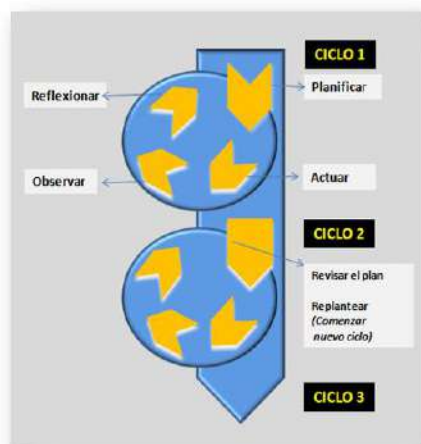 CICLO 1
Reflexionar
Planificar
Observar
Actuar
CICLO 2
Revisar el plan
Replantear
(Comenzar
nuevo ciclo)
CICLO 3